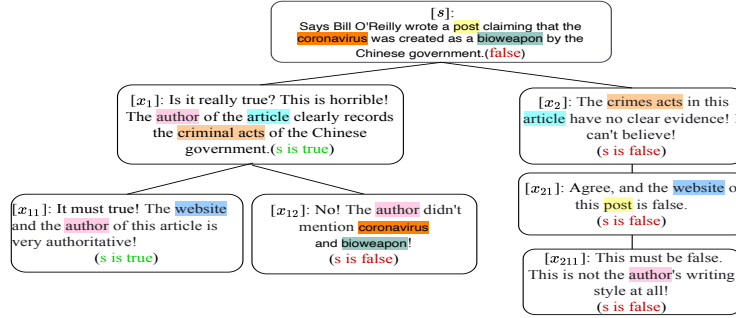 [s]:
Says Bill O'Reilly wrote a post claiming that the
coronavirus was created as a bioweapon by the
Chinese government.(false)
[x₁]: Is it really true? This is horrible!
The author of the article clearly records
the criminal acts of the Chinese
government.(s is true)
[x₂]: The crimes acts in this
article have no clear evidence! I
can't believe!
(s is false)
[x₁₁]: It must true! The website
and the author of this article is
very authoritative!
(s is true)
[x₁₂]: No! The author didn't
mention coronavirus
and bioweapon!
(s is false)
[x₂₁]: Agree, and the website of
this post is false.
(s is false)
[x₂₁₁]: This must be false.
This is not the author's writing
style at all!
(s is false)